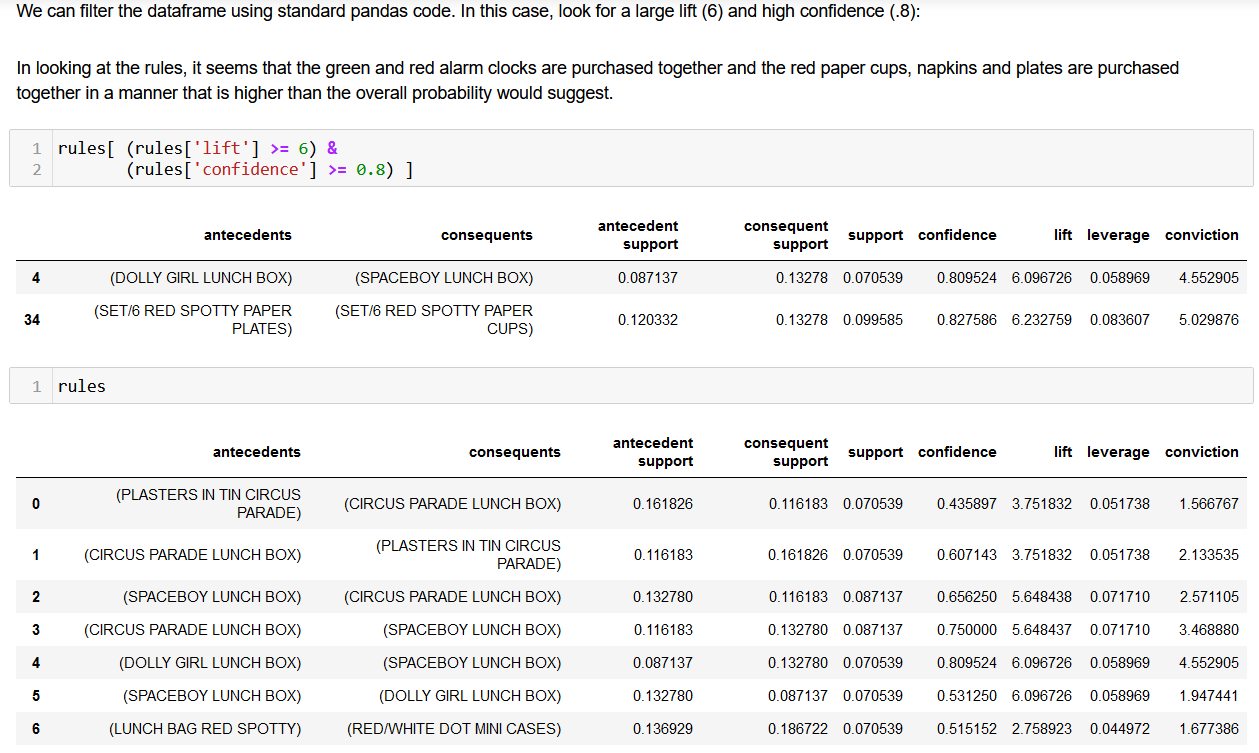 We can filter the dataframe using standard pandas code. In this case, look for a large lift (6) and high confidence (.8):
In looking at the rules, it seems that the green and red alarm clocks are purchased together and the red paper cups, napkins and plates are purchased
together in a manner that is higher than the overall probability would suggest.
1 rules[ (rules['lift'] >= 6) &
2 (rules['confidence'] >= 0.8) ]
antecedents consequents antecedent support consequent support support confidence lift leverage conviction
4 (DOLLY GIRL LUNCH BOX) (SPACEBOY LUNCH BOX) 0.087137 0.13278 0.070539 0.809524 6.096726 0.058969 4.552905
34 (SET/6 RED SPOTTY PAPER PLATES) (SET/6 RED SPOTTY PAPER CUPS) 0.120332 0.13278 0.099585 0.827586 6.232759 0.083607 5.029876
1 rules
antecedents consequents antecedent support consequent support support confidence lift leverage conviction
0 (PLASTERS IN TIN CIRCUS PARADE) (CIRCUS PARADE LUNCH BOX) 0.161826 0.116183 0.070539 0.435897 3.751832 0.051738 1.566767
1 (CIRCUS PARADE LUNCH BOX) (PLASTERS IN TIN CIRCUS PARADE) 0.116183 0.161826 0.070539 0.607143 3.751832 0.051738 2.133535
2 (SPACEBOY LUNCH BOX) (CIRCUS PARADE LUNCH BOX) 0.132780 0.116183 0.087137 0.656250 5.648438 0.071710 2.571105
3 (CIRCUS PARADE LUNCH BOX) (SPACEBOY LUNCH BOX) 0.116183 0.132780 0.087137 0.750000 5.648437 0.071710 3.468880
4 (DOLLY GIRL LUNCH BOX) (SPACEBOY LUNCH BOX) 0.087137 0.132780 0.070539 0.809524 6.096726 0.058969 4.552905
5 (SPACEBOY LUNCH BOX) (DOLLY GIRL LUNCH BOX) 0.132780 0.087137 0.070539 0.531250 6.096726 0.058969 1.947441
6 (LUNCH BAG RED SPOTTY) (RED/WHITE DOT MINI CASES) 0.136929 0.186722 0.070539 0.515152 2.758923 0.044972 1.677386